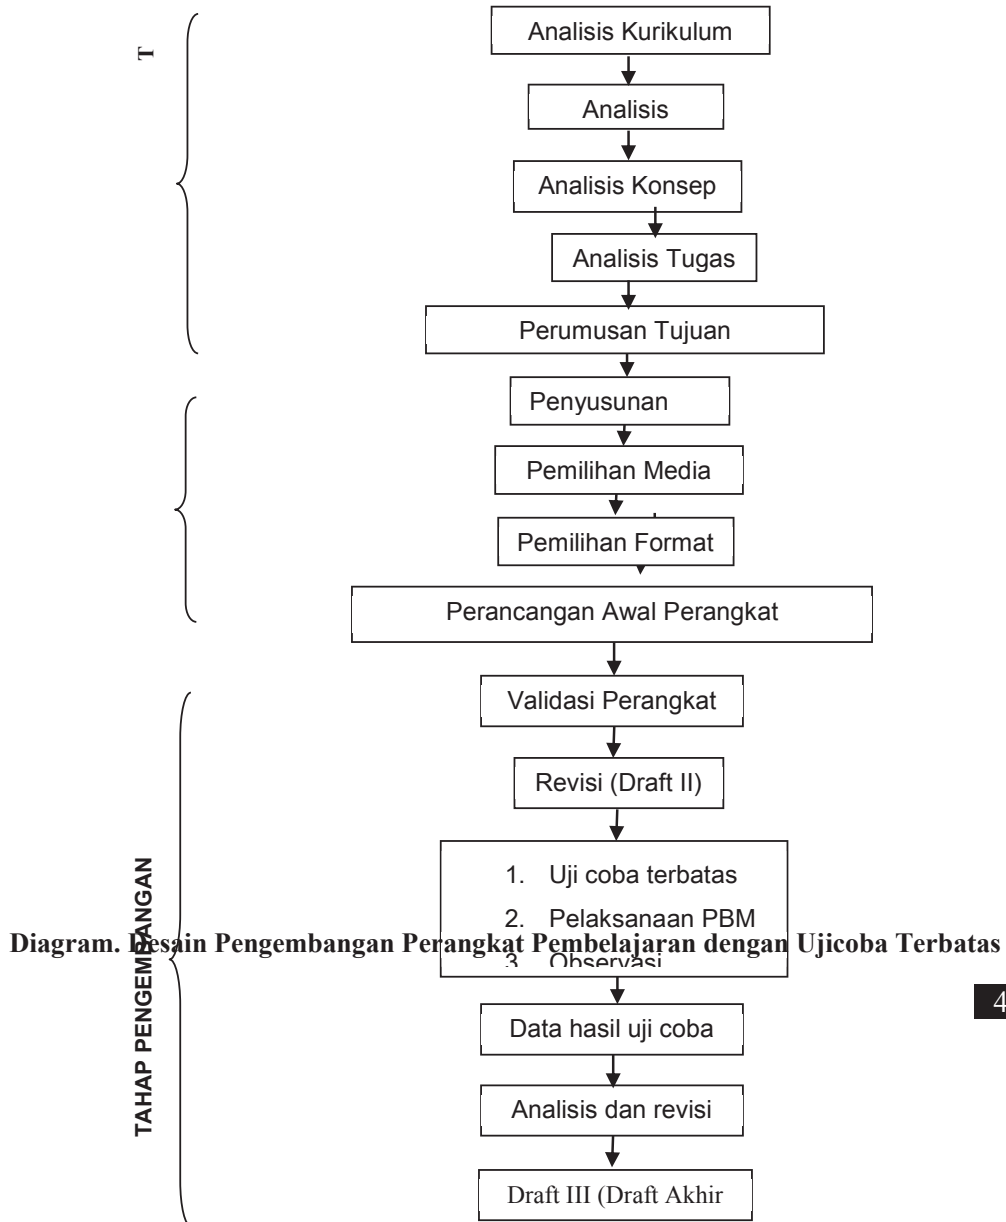 T
Analisis Kurikulum
Analisis
Analisis Konsep
Analisis Tugas
Perumusan Tujuan
Penyusunan
Pemilihan Media
Pemilihan Format
Perancangan Awal Perangkat
Validasi Perangkat
Revisi (Draft II)
TAHAP PENGEMBANGAN
1. Uji coba terbatas
2. Pelaksanaan PBM
3. Observasi
Diagram. Desain Pengembangan Perangkat Pembelajaran dengan Ujicoba Terbatas
4
Data hasil uji coba
Analisis dan revisi
Draft III (Draft Akhir